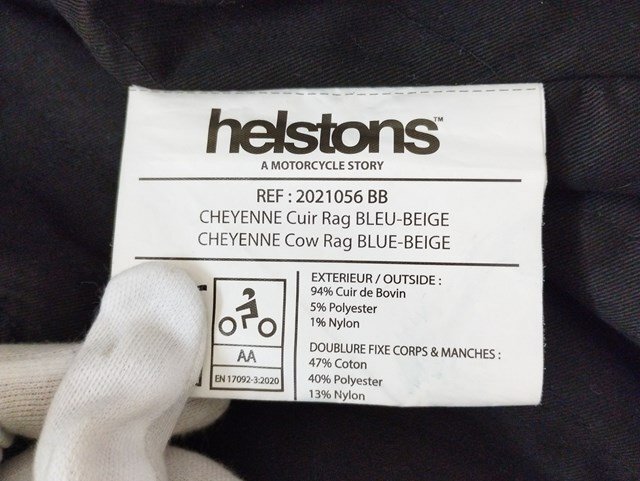 helstons™
A MOTORCYCLE STORY
REF : 2021056 BB
CHEYENNE Cuir Rag BLEU-BEIGE
CHEYENNE Cow Rag BLUE-BEIGE
AA
EN 17092-3:2020
EXTERIEUR / OUTSIDE :
94% Cuir de Bovin
5% Polyester
1% Nylon
DOUBLURE FIXE CORPS & MANCHES :
47% Coton
40% Polyester
13% Nylon